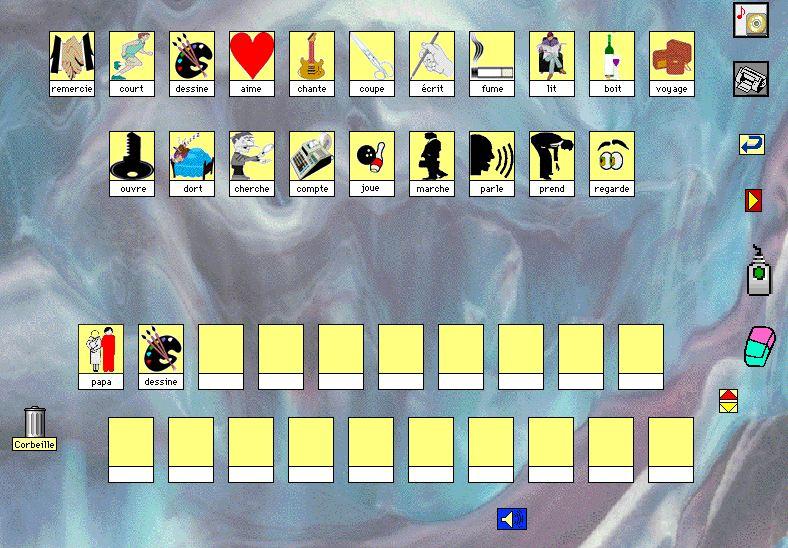 remercie court dessine aime chante coupe écrit fume lit boit voyage
ouvre dort cherche compte joue marche parle prend regarde
papa dessine
Corbeille